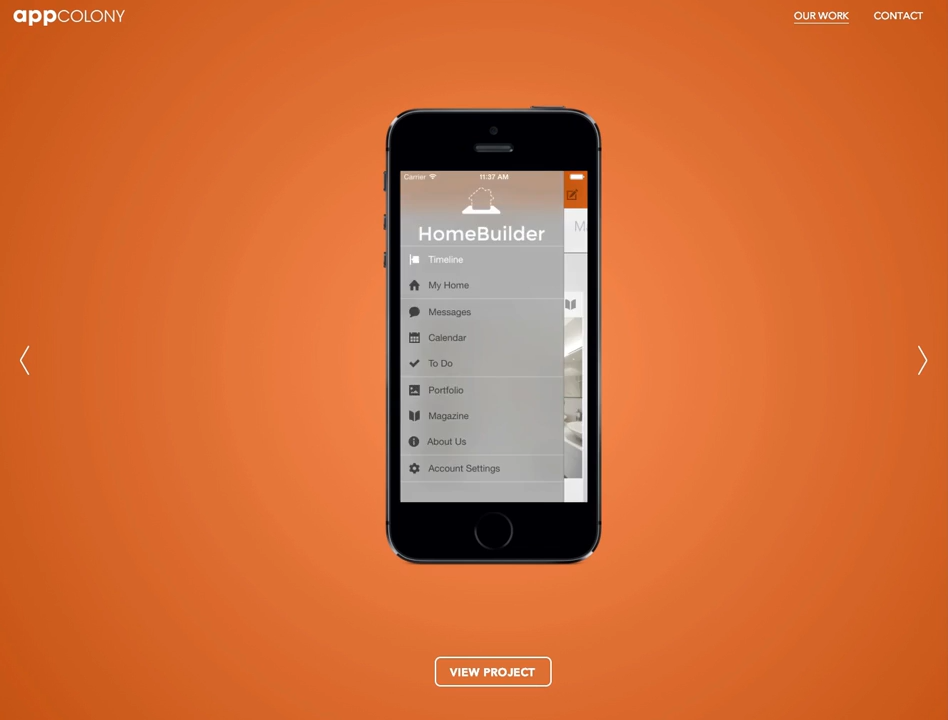 appCOLONY
OUR WORK
CONTACT
Carrier
11:37 AM
HomeBuilder
Timeline
My Home
Messages
Calendar
To Do
Portfolio
Magazine
About Us
Account Settings
VIEW PROJECT